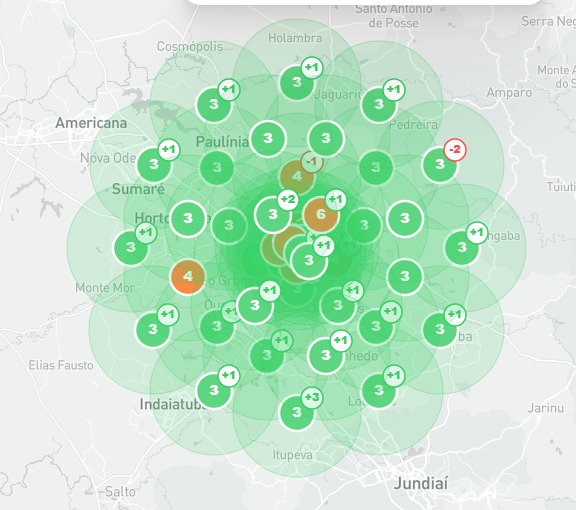 Santo Antônio
de Posse
Serra Neg
Holambra
Cosmópolis
+1
3
Monte A
do S
+1
3
+1
3
Jaguari
Amparo
Americana
Pedreira
Paulínia
3
3
+1
3
-2
3
Nova Ode
-1
4
3
3
Sumaré
Tuiuti
+2
3
+1
6
Horto
3
3
3
3
+1
3
+1
3
+1
3
ngaba
4
3
Monte Mor
+1
3
+1
3
+1
3
+1
3
+1
3
+1
3
ba
+1
3
+1
3
nhedo
Elias Fausto
+1
3
+1
3
+3
3
Indaiatuba
Lo
Jarinu
Itupeva
Jundiaí
Salto